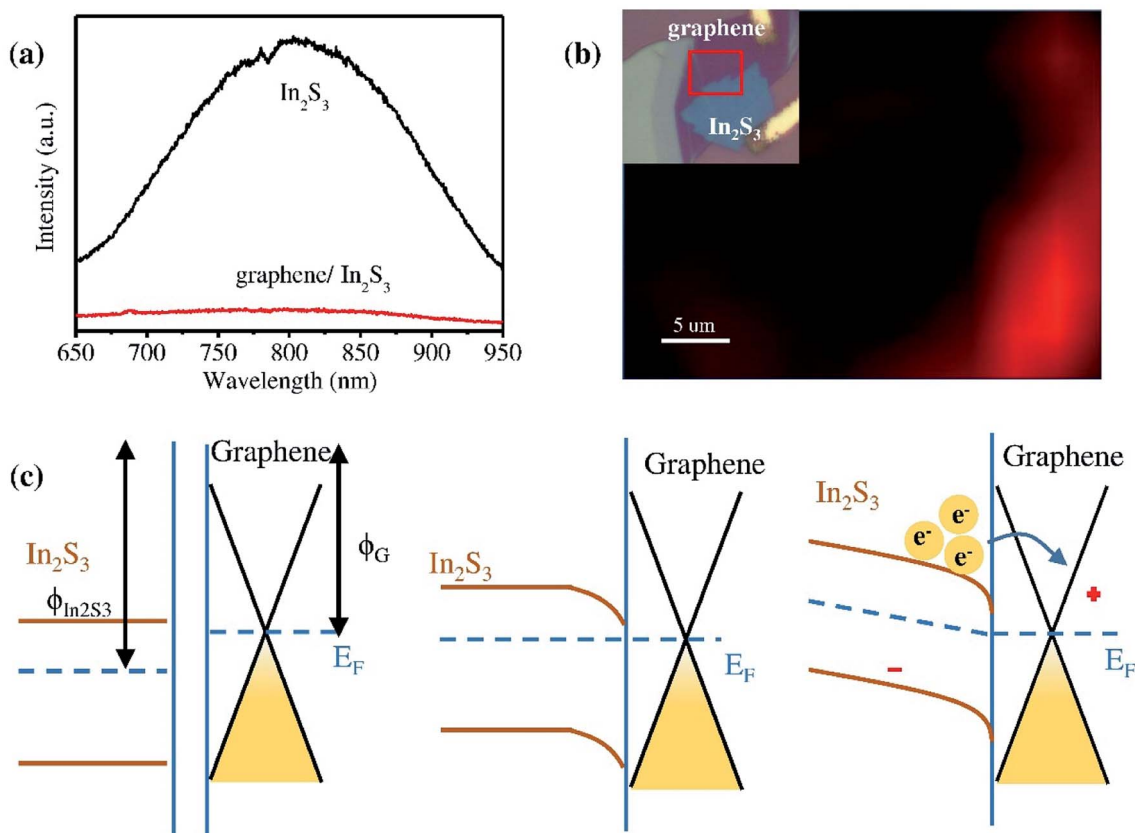 (a)
In₂S₃
graphene/ In₂S₃
Intensity (a.u.)
650 700 750 800 850 900 950
Wavelength (nm)
(b)
graphene
In₂S₃
5 um
(c)
Graphene
In₂S₃
ϕIn2S3
ϕG
EF
Graphene
In₂S₃
EF
Graphene
In₂S₃
e⁻
e⁻
e⁻
+
−
EF